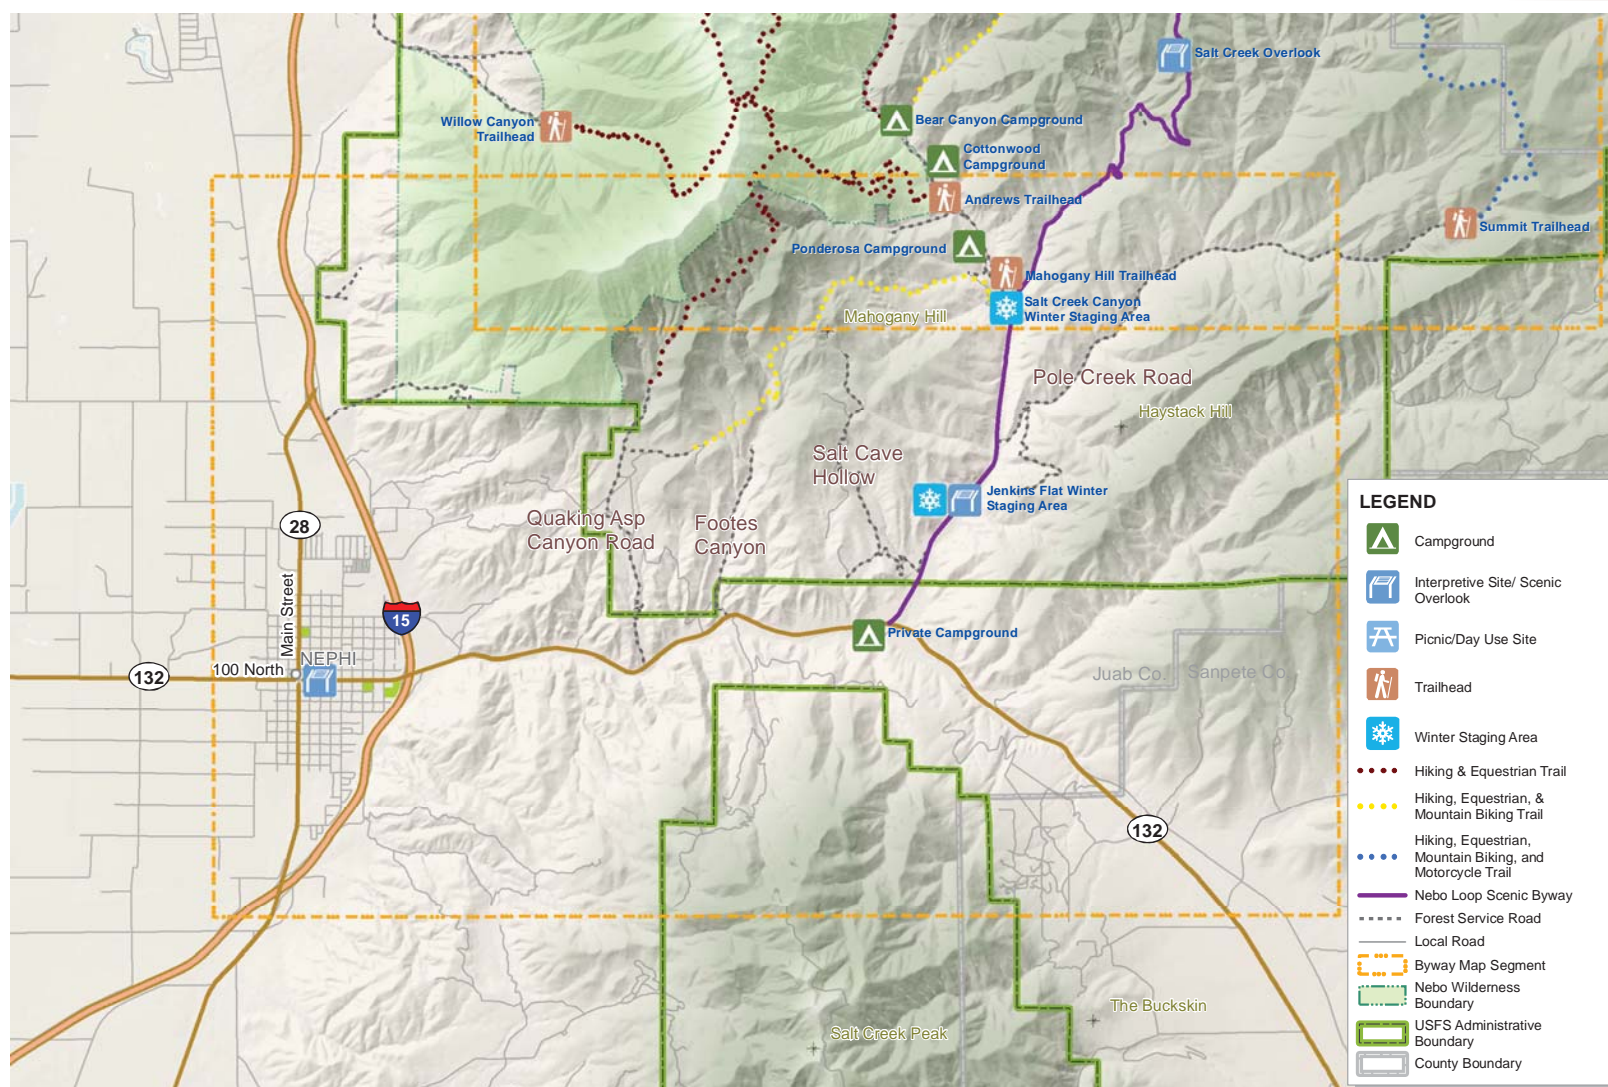 Salt Creek Overlook
Willow Canyon
Trailhead
Bear Canyon Campground
Cottonwood
Campground
Andrews Trailhead
Summit Trailhead
Ponderosa Campground
Mahogany Hill Trailhead
Salt Creek Canyon
Winter Staging Area
Mahogany Hill
Pole Creek Road
Haystack Hill
Salt Cave
Hollow
Jenkins Flat Winter
Staging Area
Quaking Asp
Canyon Road
Footes
Canyon
28
Main Street
15
Private Campground
NEPHI
100 North
132
Juab Co.
Sanpete Co.
132
The Buckskin
Salt Creek Peak
LEGEND
Campground
Interpretive Site/ Scenic
Overlook
Picnic/Day Use Site
Trailhead
Winter Staging Area
Hiking & Equestrian Trail
Hiking, Equestrian, &
Mountain Biking Trail
Hiking, Equestrian,
Mountain Biking, and
Motorcycle Trail
Nebo Loop Scenic Byway
Forest Service Road
Local Road
Byway Map Segment
Nebo Wilderness
Boundary
USFS Administrative
Boundary
County Boundary